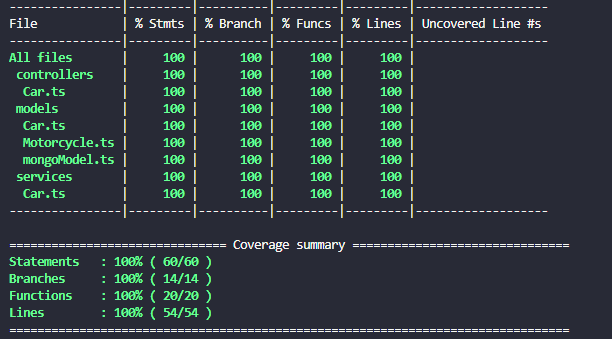 ---------------|---------|----------|---------|---------|-------------------
File           | % Stmts | % Branch | % Funcs | % Lines | Uncovered Line #s
---------------|---------|----------|---------|---------|-------------------
All files      |     100 |      100 |     100 |     100 |
 controllers   |     100 |      100 |     100 |     100 |
  Car.ts       |     100 |      100 |     100 |     100 |
 models        |     100 |      100 |     100 |     100 |
  Car.ts       |     100 |      100 |     100 |     100 |
  Motorcycle.ts |     100 |      100 |     100 |     100 |
  mongoModel.ts |     100 |      100 |     100 |     100 |
 services      |     100 |      100 |     100 |     100 |
  Car.ts       |     100 |      100 |     100 |     100 |
---------------|---------|----------|---------|---------|-------------------
=============================== Coverage summary ===============================
Statements   : 100% ( 60/60 )
Branches     : 100% ( 14/14 )
Functions    : 100% ( 20/20 )
Lines        : 100% ( 54/54 )
================================================================================